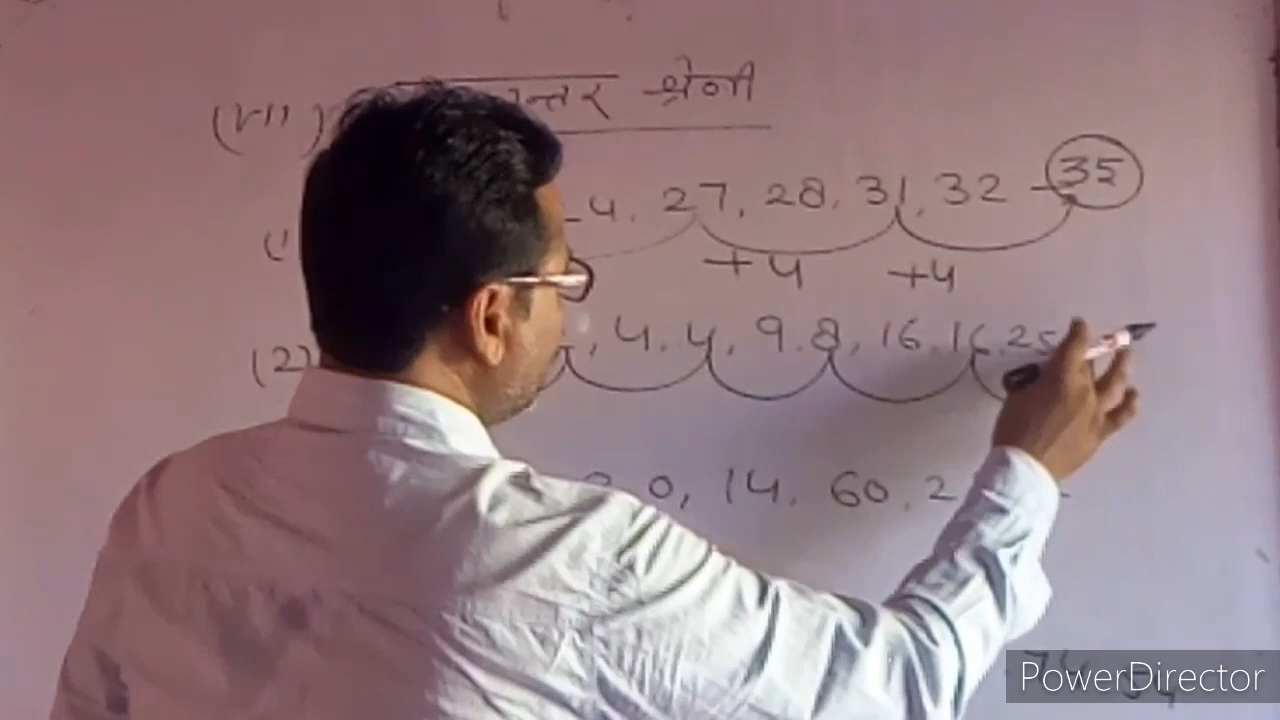 (VII) न्तर श्रेणी
4, 27, 28, 31, 32 - 35
+4 +4
(2) 4, 4, 9, 8, 16, 16, 25
0, 14, 60, 2
PowerDirector